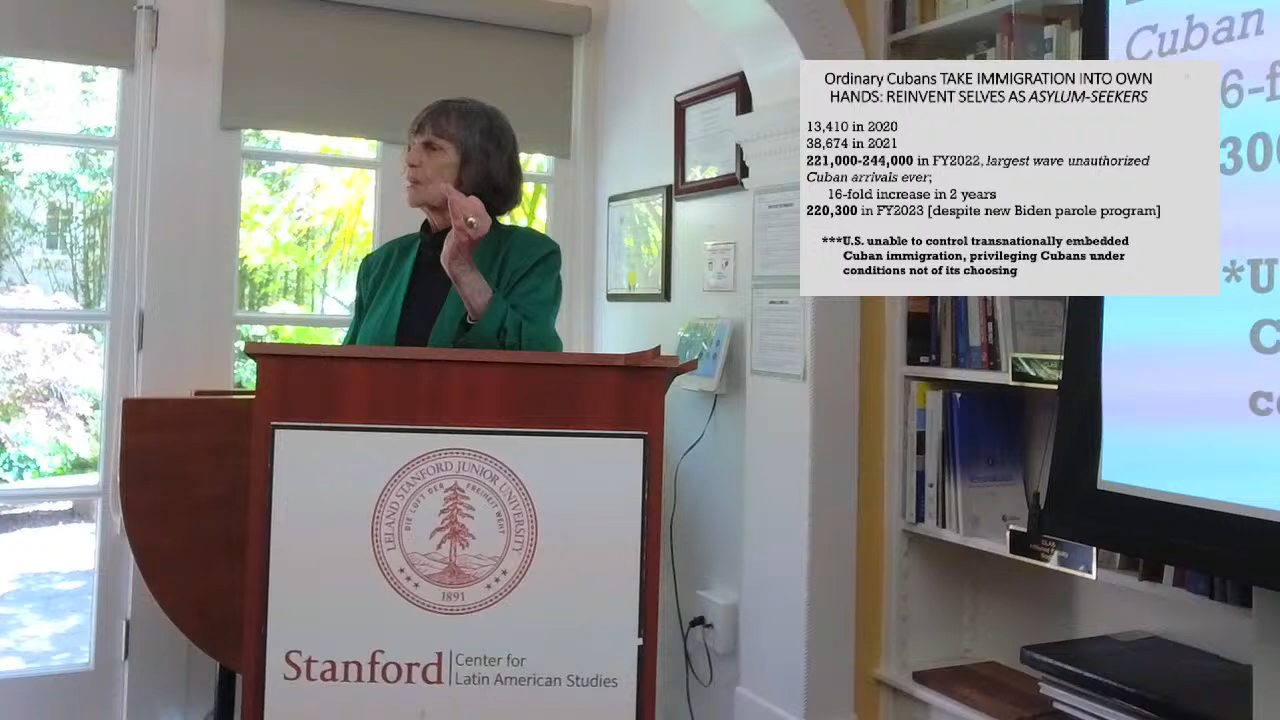 Ordinary Cubans TAKE IMMIGRATION INTO OWN
HANDS: REINVENT SELVES AS ASYLUM-SEEKERS
13,410 in 2020
38,674 in 2021
221,000-244,000 in FY2022, largest wave unauthorized
Cuban arrivals ever;
16-fold increase in 2 years
220,300 in FY2023 [despite new Biden parole program]
***U.S. unable to control transnationally embedded
Cuban immigration, privileging Cubans under
conditions not of its choosing
Cuban
6-f
300
*U
C
co
LELAND STANFORD JUNIOR UNIVERSITY
DIE LUFT DER FREIHEIT WEHT
1891
Stanford
Center for
Latin American Studies